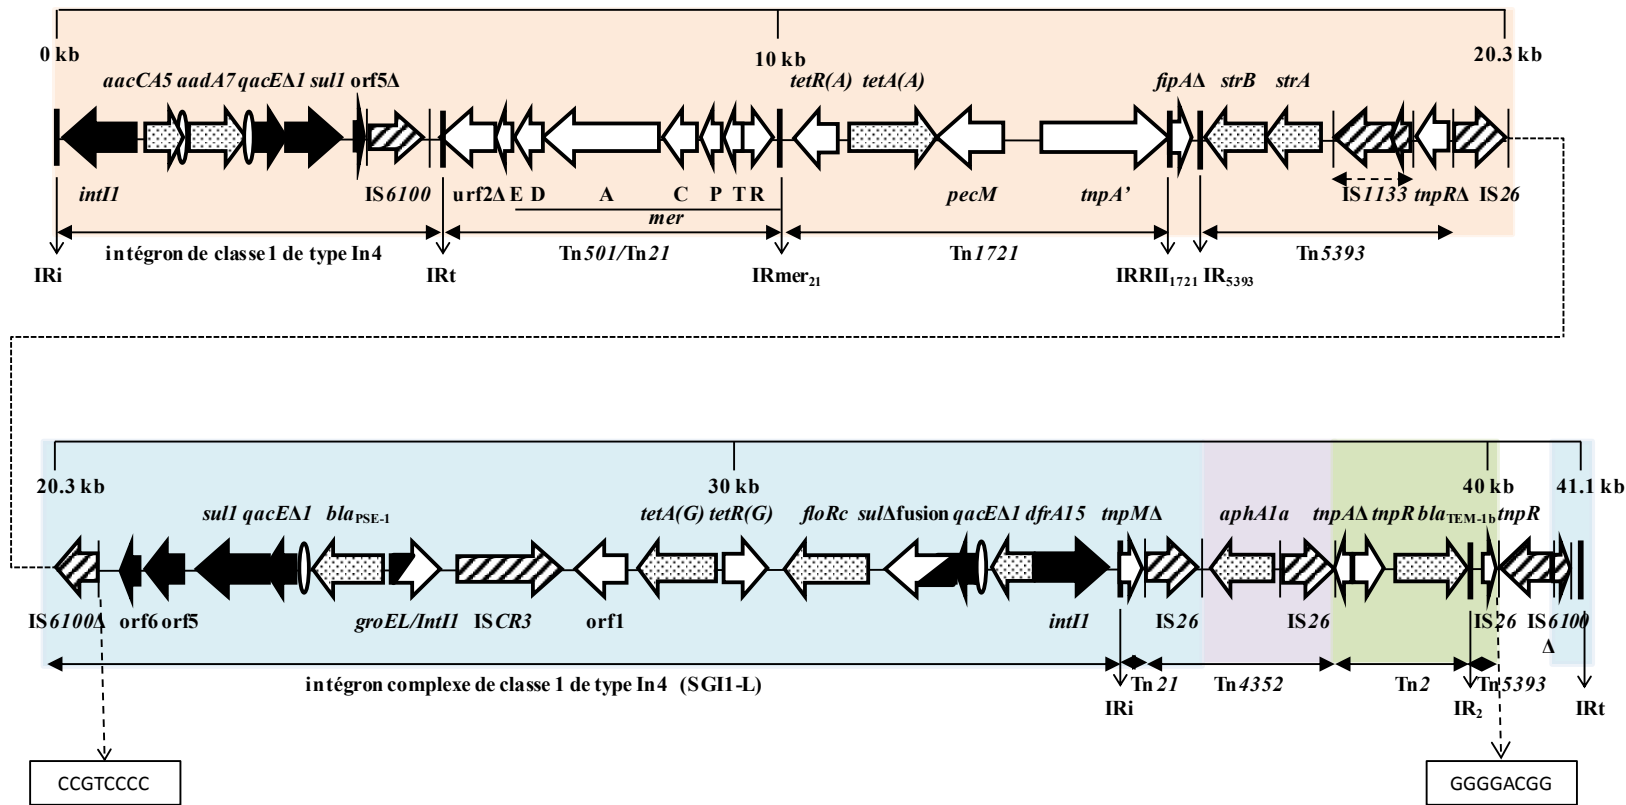 0 kb 10 kb 20.3 kb
aacCA5 aadA7 qacEΔ1 sul1 orf5Δ tetR(A) tetA(A) fipAΔ strB strA
intI1 IS6100 urf2Δ E D A C P T R pecM tnpA’ IS1133 tnpRΔ IS26
mer
intégron de classe 1 de type In4 Tn501/Tn21 Tn1721 Tn5393
IRi IRt IRmer21 IRRII1721 IR5393
20.3 kb 30 kb 40 kb 41.1 kb
sul1 qacEΔ1 blaPSE-1 tetA(G) tetR(G) floRc sulΔfusion qacEΔ1 dfrA15 tnpMΔ aphA1a tnpAΔ tnpR blaTEM-1b tnpR
IS6100Δ orf6 orf5 groEL/IntI1 ISCR3 orf1 intI1 IS26 IS26 IS26 IS6100
Δ
intégron complexe de classe 1 de type In4 (SGI1-L) Tn21 Tn4352 Tn2 Tn5393
IRi IR2 IRt
CCGTCCCC GGGGACGG